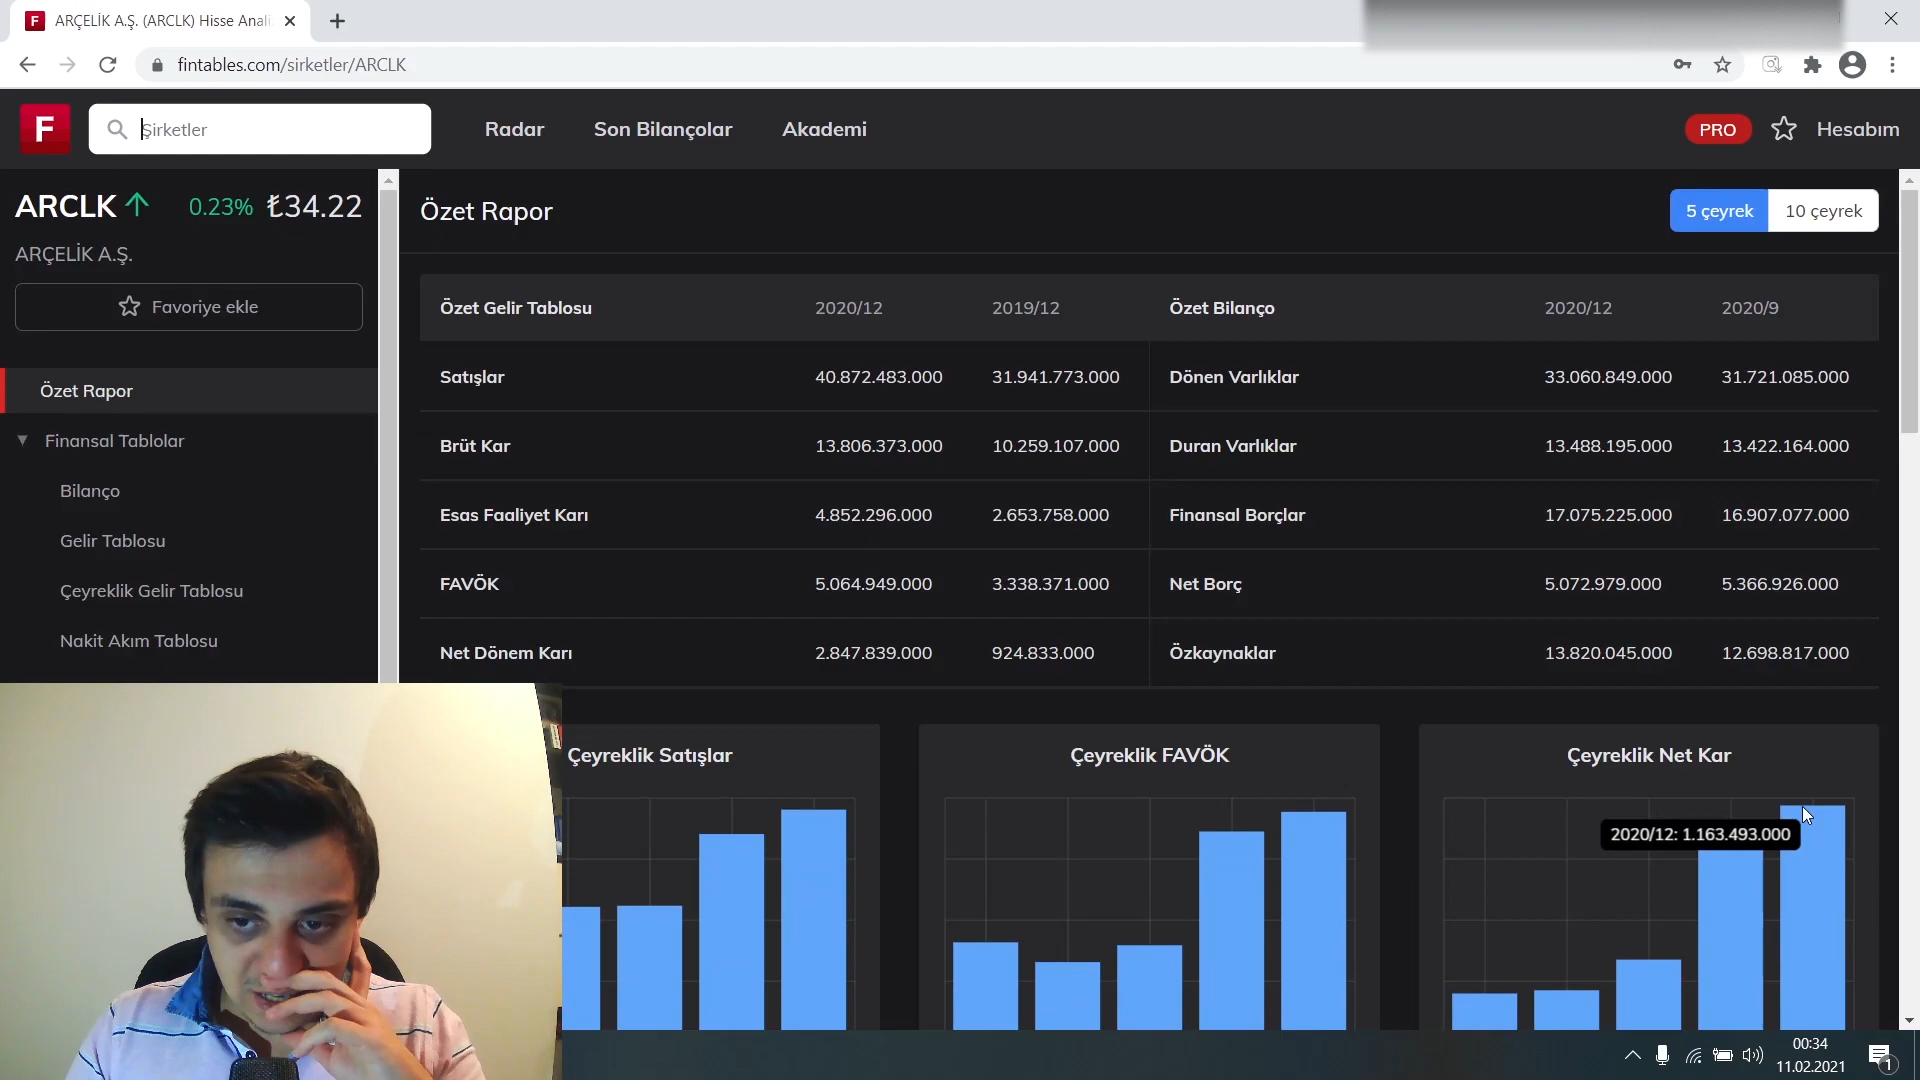 F ARÇELİK A.Ş. (ARCLK) Hisse Anali
fintables.com/sirketler/ARCLK
F Şirketler Radar Son Bilançolar Akademi PRO Hesabım
ARCLK 0.23% ₺34.22
ARÇELİK A.Ş.
Favoriye ekle
Özet Rapor
Finansal Tablolar
Bilanço
Gelir Tablosu
Çeyreklik Gelir Tablosu
Nakit Akım Tablosu
Özet Rapor 5 çeyrek 10 çeyrek
Özet Gelir Tablosu 2020/12 2019/12 Özet Bilanço 2020/12 2020/9
Satışlar 40.872.483.000 31.941.773.000 Dönen Varlıklar 33.060.849.000 31.721.085.000
Brüt Kar 13.806.373.000 10.259.107.000 Duran Varlıklar 13.488.195.000 13.422.164.000
Esas Faaliyet Karı 4.852.296.000 2.653.758.000 Finansal Borçlar 17.075.225.000 16.907.077.000
FAVÖK 5.064.949.000 3.338.371.000 Net Borç 5.072.979.000 5.366.926.000
Net Dönem Karı 2.847.839.000 924.833.000 Özkaynaklar 13.820.045.000 12.698.817.000
Çeyreklik Satışlar Çeyreklik FAVÖK Çeyreklik Net Kar
2020/12: 1.163.493.000
00:34
11.02.2021
1